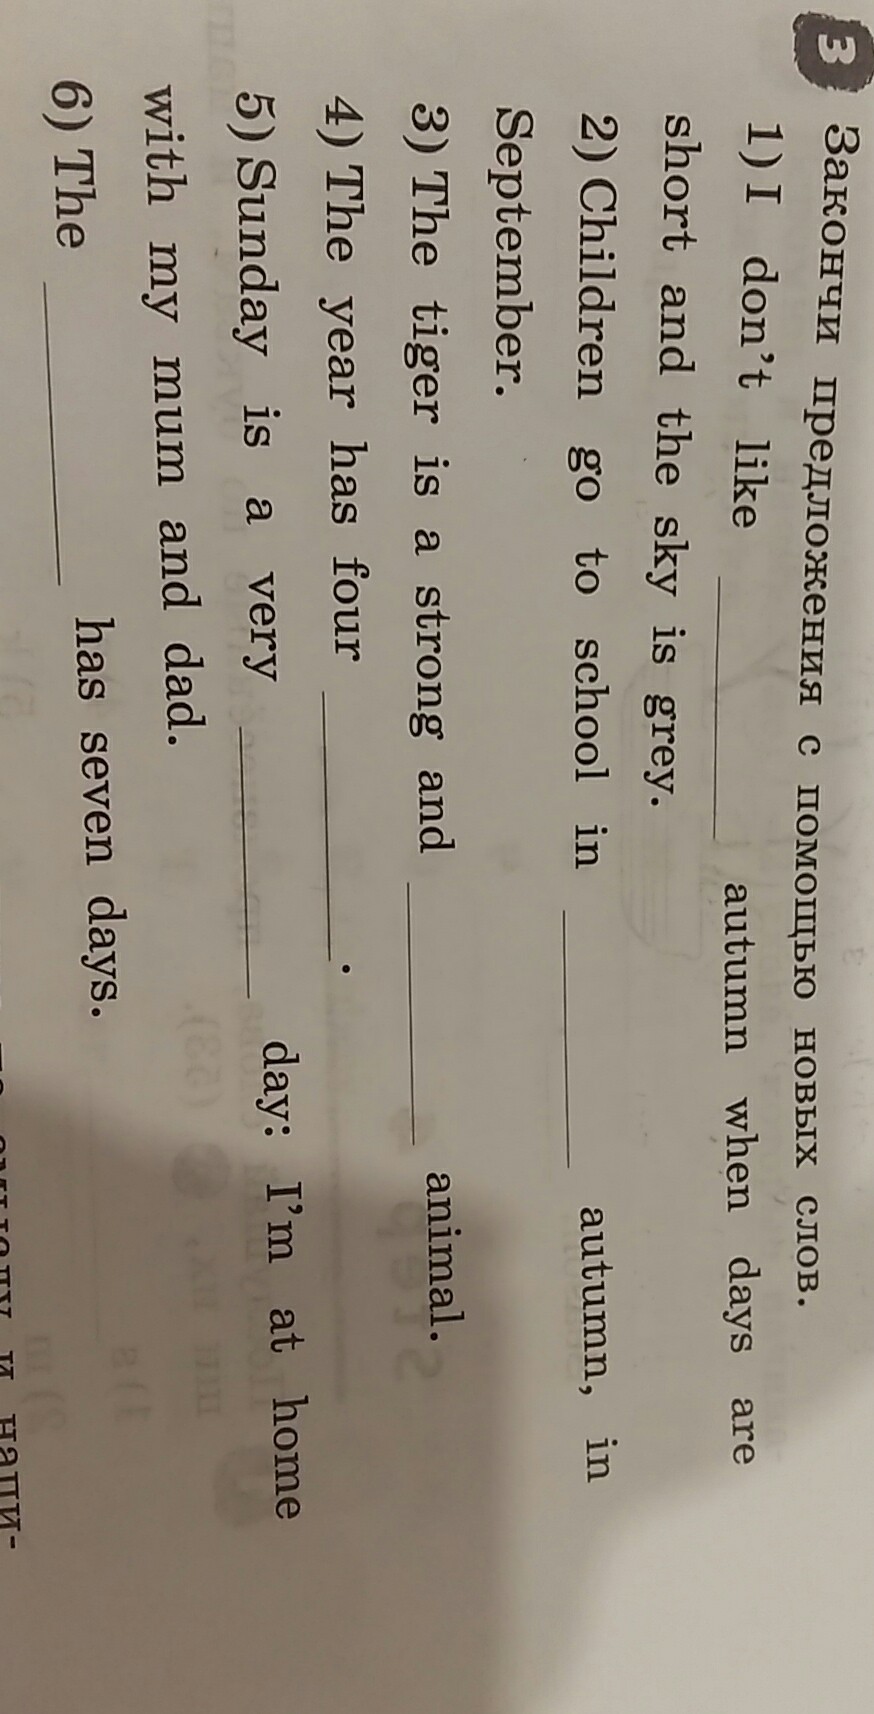 3 Закончи предложения с помощью новых слов.
1) I don't like ________ autumn when days are
short and the sky is grey.
2) Children go to school in ________ autumn, in
September.
3) The tiger is a strong and ________ animal.
4) The year has four ________.
5) Sunday is a very ________ day: I'm at home
with my mum and dad.
6) The ________ has seven days.
и напи-